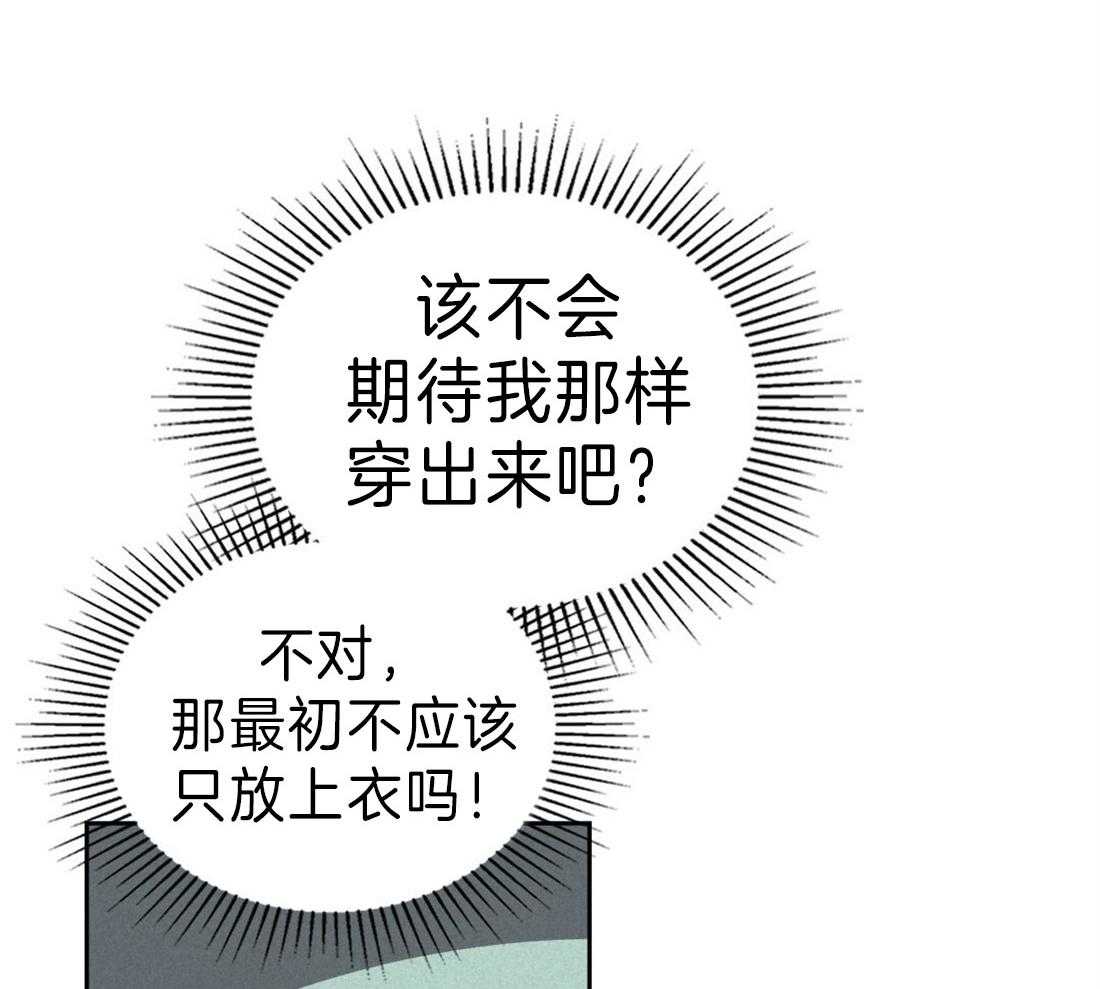 该不会
期待我那样
穿出来吧？
不对，
那最初不应该
只放上衣吗！